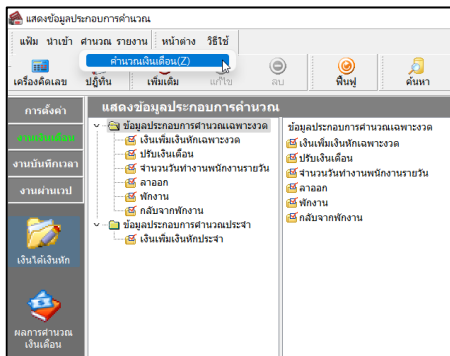 แสดงข้อมูลประกอบการคำนวณ
แฟ้ม นำเข้า คำนวณ รายงาน หน้าต่าง วิธีใช้
คำนวณเงินเดือน(Z)
เครื่องคิดเลข ปฏิทิน เพิ่มเติม แก้ไข ลบ ฟื้นฟู ค้นหา
การตั้งค่า
งานเงินเดือน
งานบันทึกเวลา
งานผ่านเวป
เงินได้เงินหัก
ผลการคำนวณ
เงินเดือน
แสดงข้อมูลประกอบการคำนวณ
ข้อมูลประกอบการคำนวณเฉพาะงวด
เงินเพิ่มเงินหักเฉพาะงวด
ปรับเงินเดือน
จำนวนวันทำงานพนักงานรายวัน
ลาออก
พักงาน
กลับจากพักงาน
ข้อมูลประกอบการคำนวณประจำ
เงินเพิ่มเงินหักประจำ
ข้อมูลประกอบการคำนวณเฉพาะงวด
เงินเพิ่มเงินหักเฉพาะงวด
ปรับเงินเดือน
จำนวนวันทำงานพนักงานรายวัน
ลาออก
พักงาน
กลับจากพักงาน